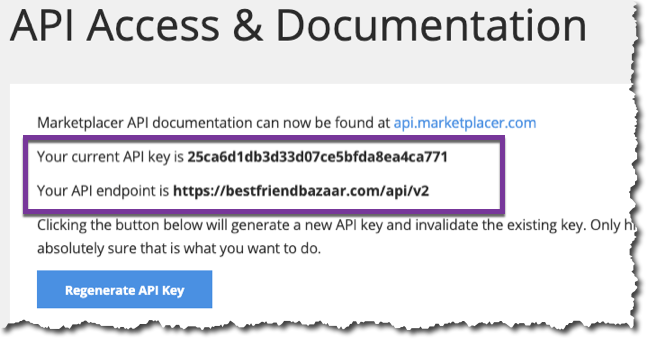 API Access & Documentation
Marketplacer API documentation can now be found at api.marketplacer.com
Your current API key is 25ca6d1db3d33d07ce5bfda8ea4ca771
Your API endpoint is https://bestfriendbazaar.com/api/v2
Clicking the button below will generate a new API key and invalidate the existing key. Only
absolutely sure that is what you want to do.
Regenerate API Key